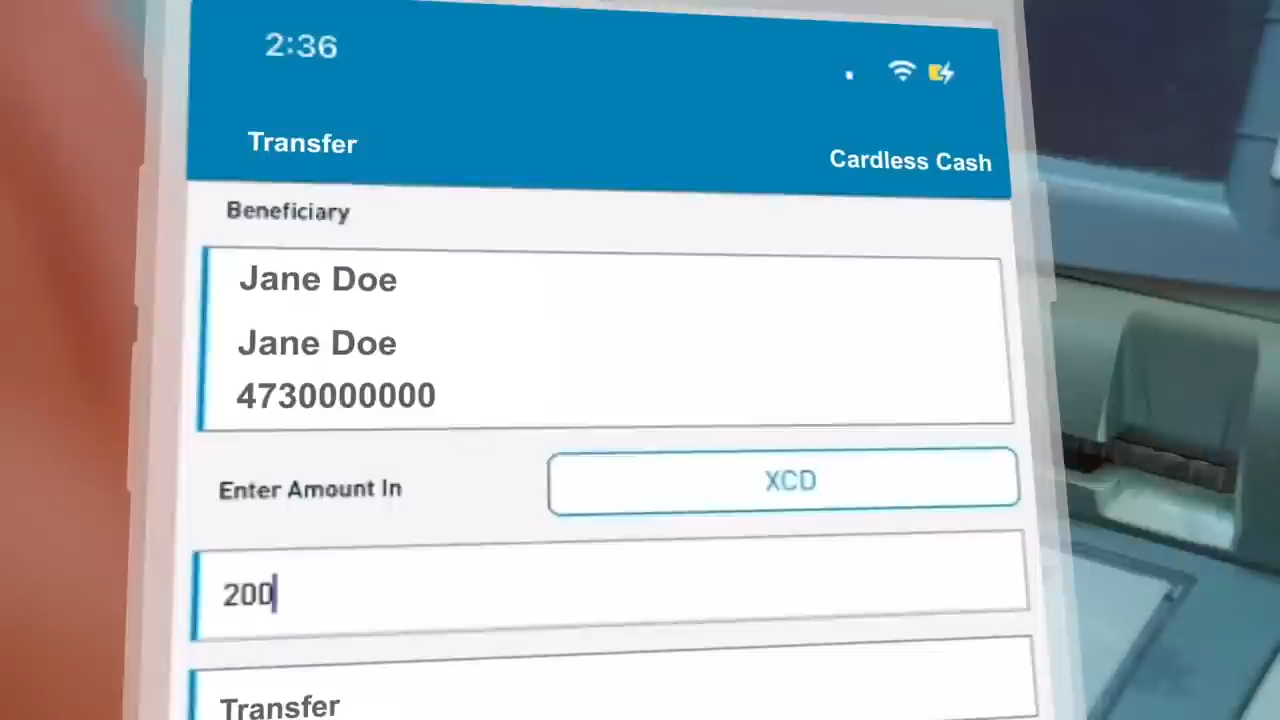 2:36
Transfer
Cardless Cash
Beneficiary
Jane Doe
Jane Doe
4730000000
Enter Amount In
XCD
200
Transfer